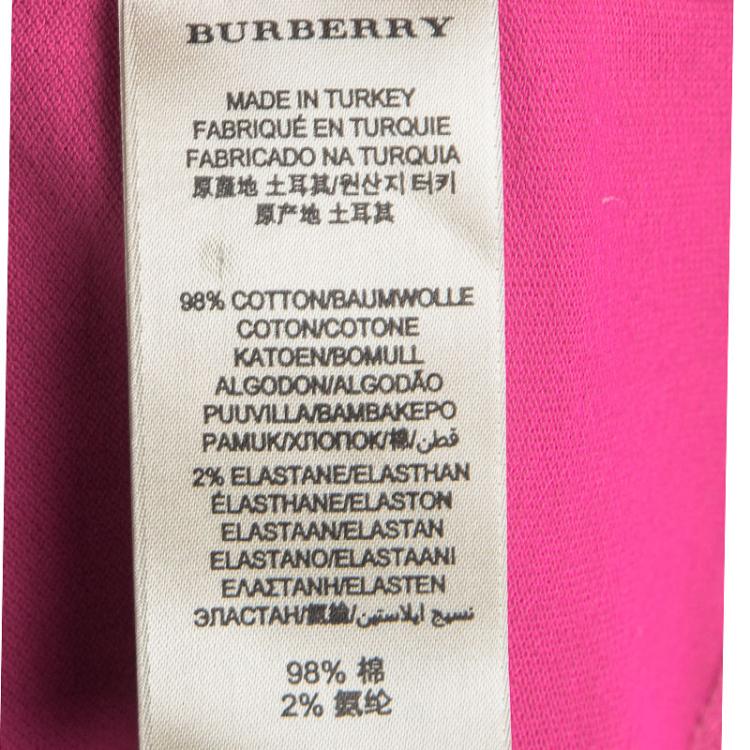 BURBERRY
MADE IN TURKEY
FABRIQUÉ EN TURQUIE
FABRICADO NA TURQUIA
原產地 土耳其/원산지 터키
原产地 土耳其
98% COTTON/BAUMWOLLE
COTON/COTONE
KATOEN/BOMULL
ALGODON/ALGODÃO
PUUVILLA/BAMBAKEPO
PAMUK/ХЛОПОК/棉/قطن
2% ELASTANE/ELASTHAN
ÉLASTHANE/ELASTON
ELASTAAN/ELASTAN
ELASTANO/ELASTAANI
ΕΛΑΣΤΑΝΗ/ELASTEN
ЭЛАСТАН/氨綸/نسيج ايلاستين
98% 棉
2% 氨纶